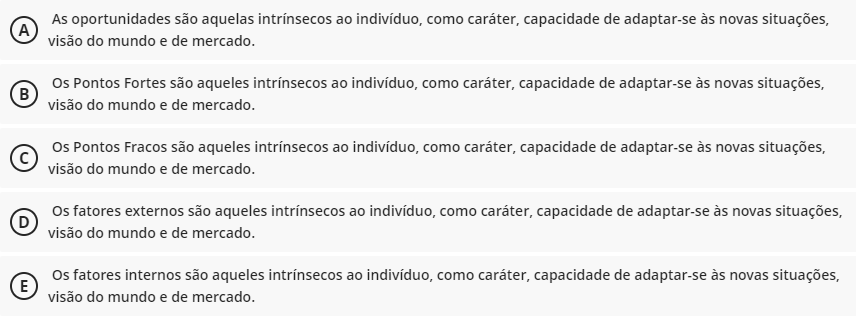 A As oportunidades são aquelas intrínsecos ao indivíduo, como caráter, capacidade de adaptar-se às novas situações,
visão do mundo e de mercado.
B Os Pontos Fortes são aqueles intrínsecos ao indivíduo, como caráter, capacidade de adaptar-se às novas situações,
visão do mundo e de mercado.
C Os Pontos Fracos são aqueles intrínsecos ao indivíduo, como caráter, capacidade de adaptar-se às novas situações,
visão do mundo e de mercado.
D Os fatores externos são aqueles intrínsecos ao indivíduo, como caráter, capacidade de adaptar-se às novas situações,
visão do mundo e de mercado.
E Os fatores internos são aqueles intrínsecos ao indivíduo, como caráter, capacidade de adaptar-se às novas situações,
visão do mundo e de mercado.